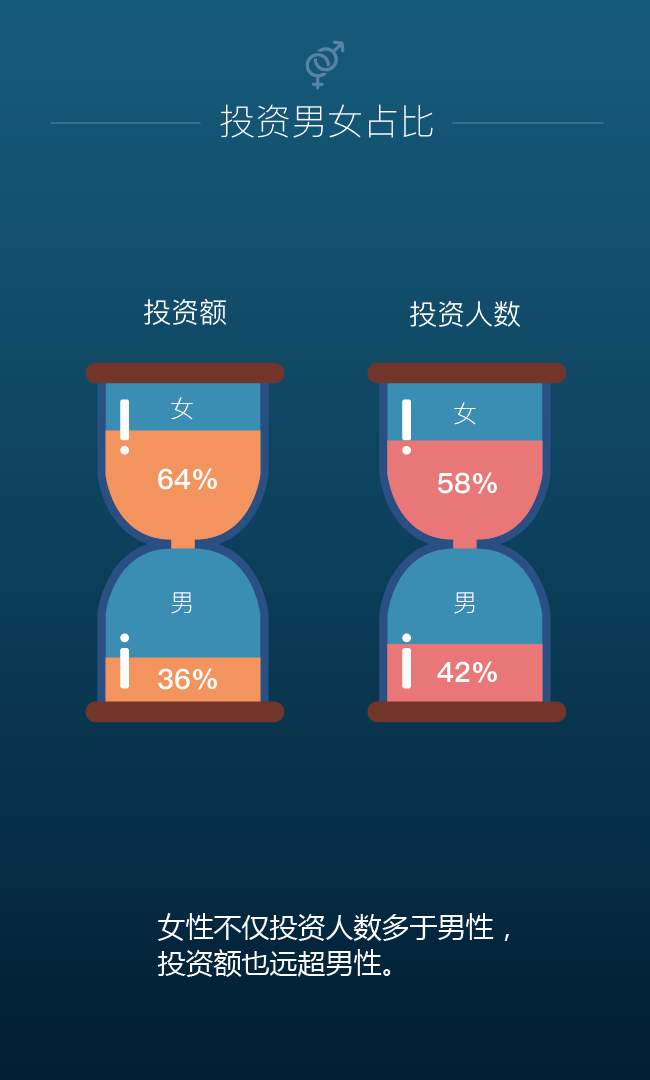 投资男女占比
投资额
投资人数
女
64%
男
36%
女
58%
男
42%
女性不仅投资人数多于男性，
投资额也远超男性。